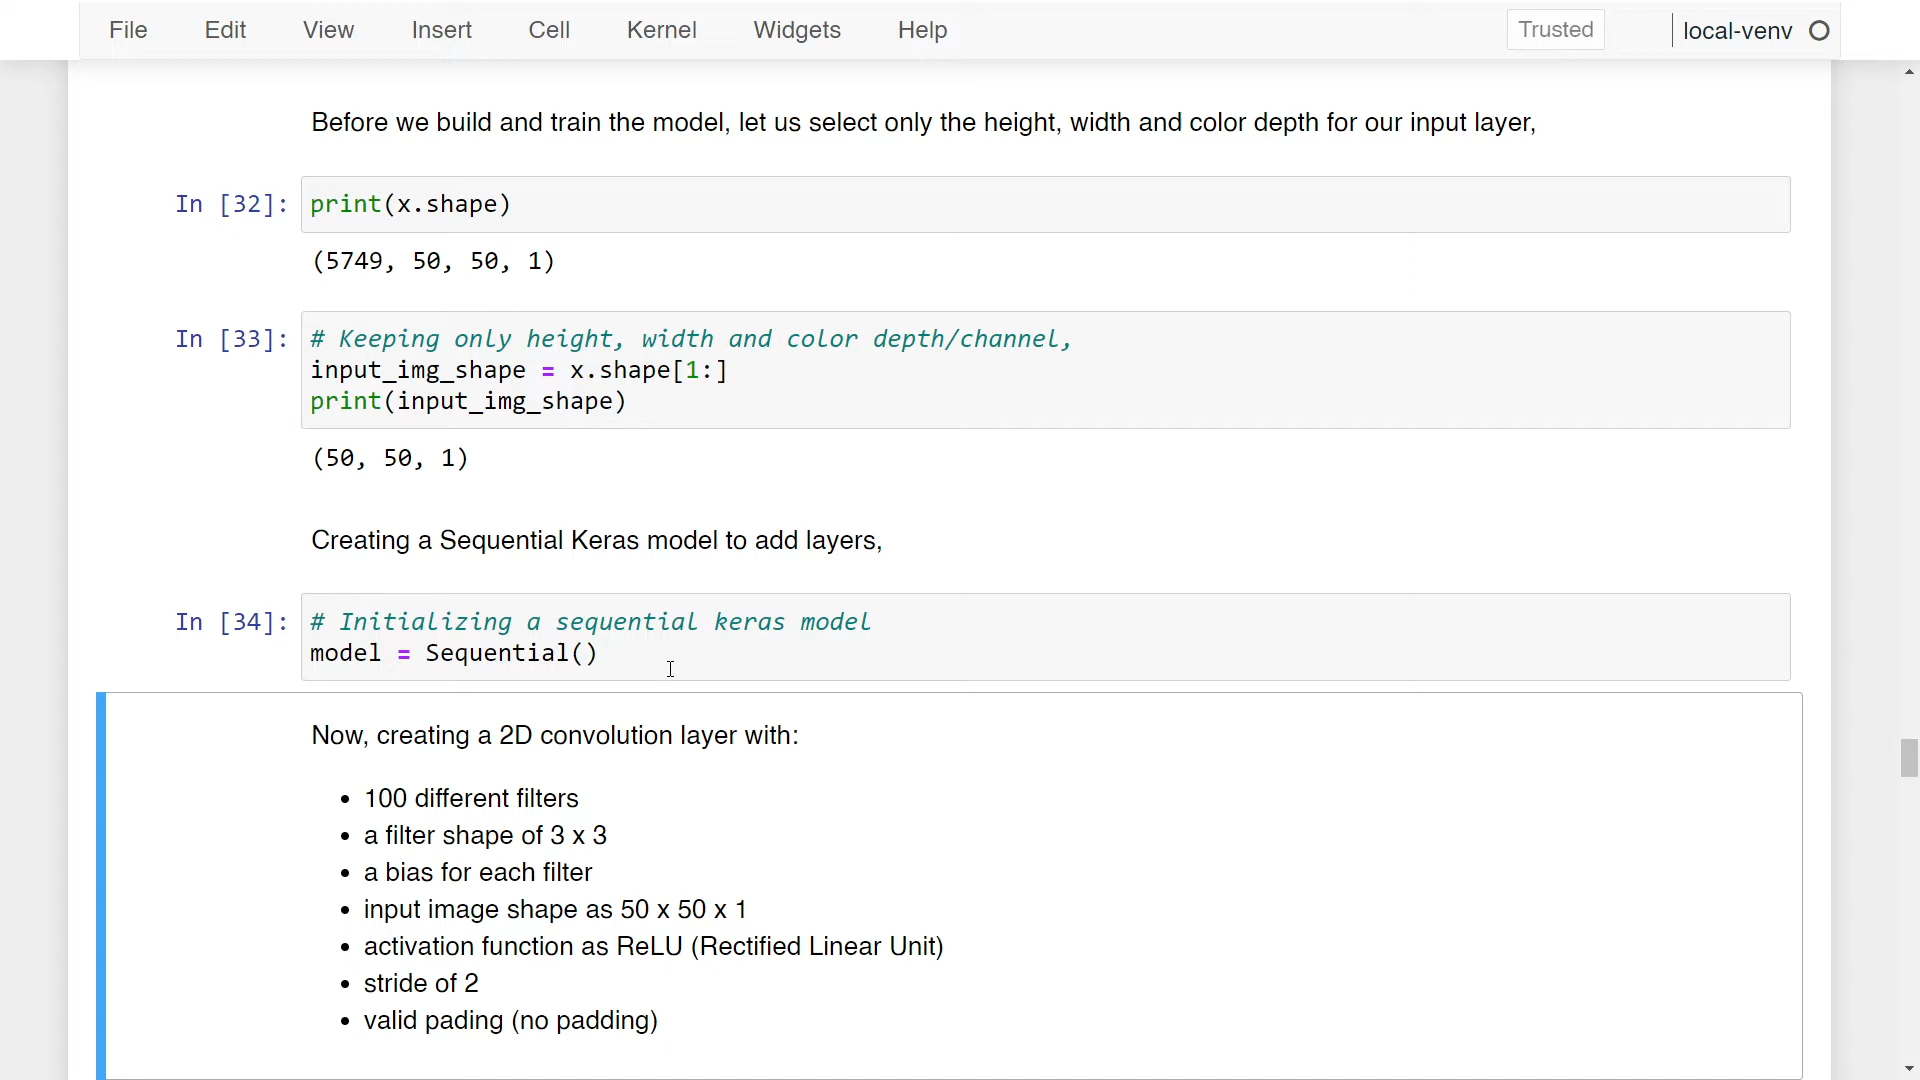 File Edit View Insert Cell Kernel Widgets Help Trusted local-venv
Before we build and train the model, let us select only the height, width and color depth for our input layer,
In [32]: print(x.shape)
(5749, 50, 50, 1)
In [33]: # Keeping only height, width and color depth/channel,
input_img_shape = x.shape[1:]
print(input_img_shape)
(50, 50, 1)
Creating a Sequential Keras model to add layers,
In [34]: # Initializing a sequential keras model
model = Sequential()
Now, creating a 2D convolution layer with:
• 100 different filters
• a filter shape of 3 x 3
• a bias for each filter
• input image shape as 50 x 50 x 1
• activation function as ReLU (Rectified Linear Unit)
• stride of 2
• valid pading (no padding)